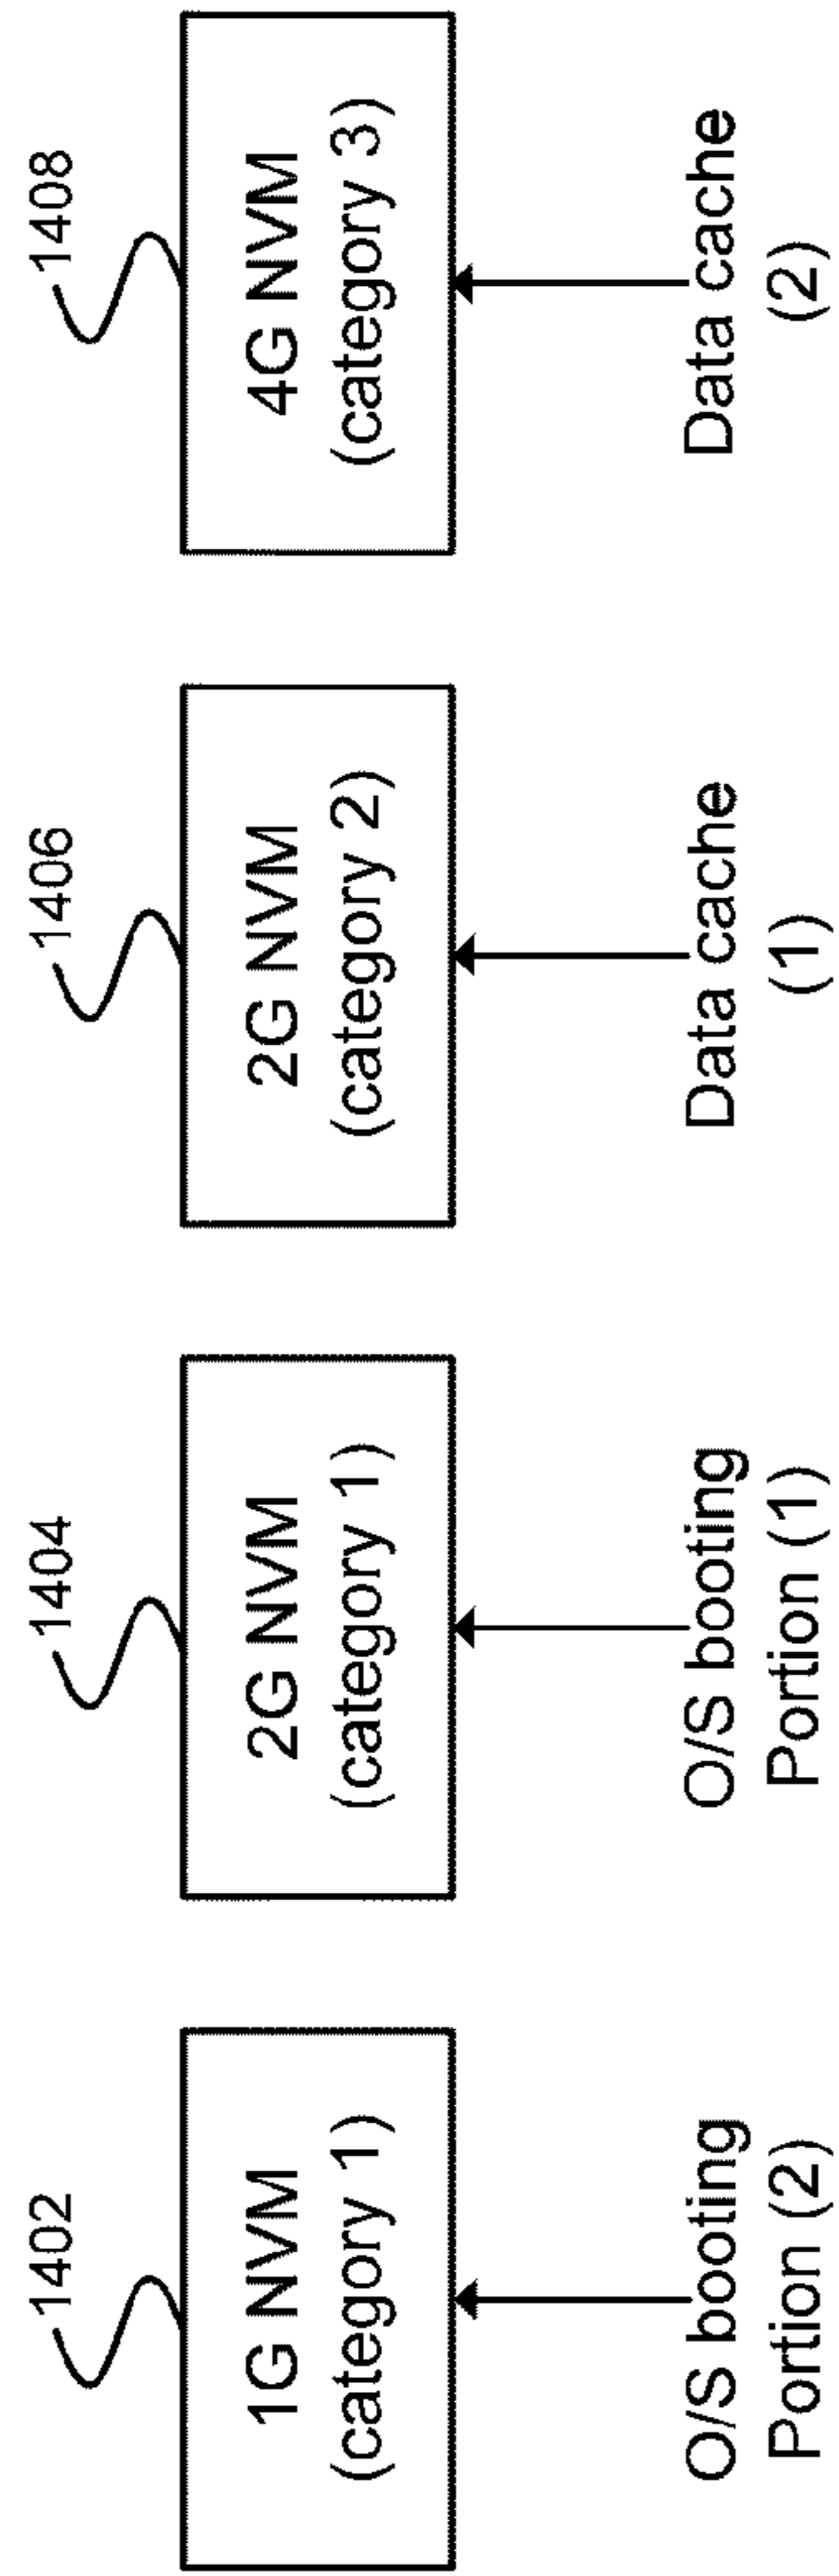 1402
1G NVM
(category 1)
O/S booting
Portion (2)
1404
2G NVM
(category 1)
O/S booting
Portion (1)
1406
2G NVM
(category 2)
Data cache
(1)
1408
4G NVM
(category 3)
Data cache
(2)